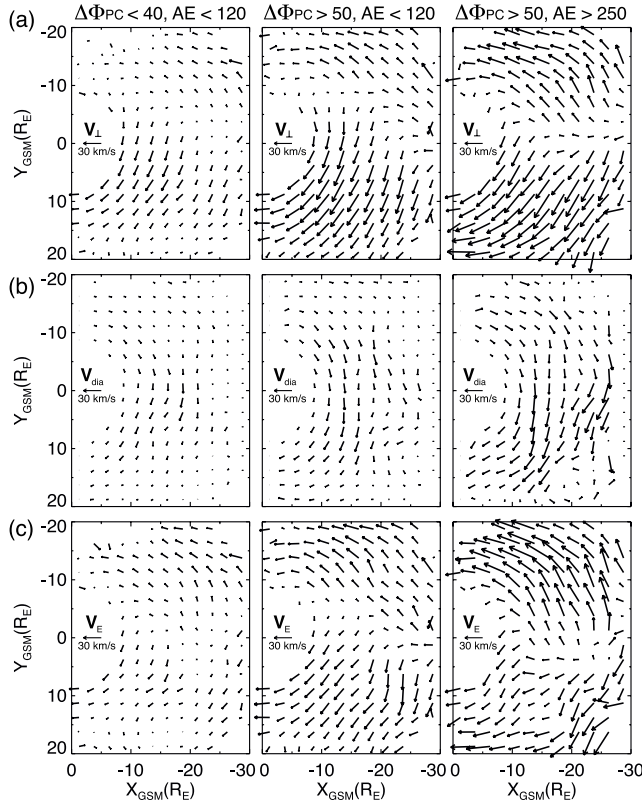 (a) ΔΦPC < 40, AE < 120 ΔΦPC > 50, AE < 120 ΔΦPC > 50, AE > 250
-20
-10
0
10
20
YGSM(RE)
V⊥ V⊥ V⊥
30 km/s 30 km/s 30 km/s
(b)
-20
-10
0
10
20
YGSM(RE)
Vdia Vdia Vdia
30 km/s 30 km/s 30 km/s
(c)
-20
-10
0
10
20
YGSM(RE)
VE VE VE
30 km/s 30 km/s 30 km/s
0 -10 -20 -30 -10 -20 -30 -10 -20 -30
XGSM(RE) XGSM(RE) XGSM(RE)